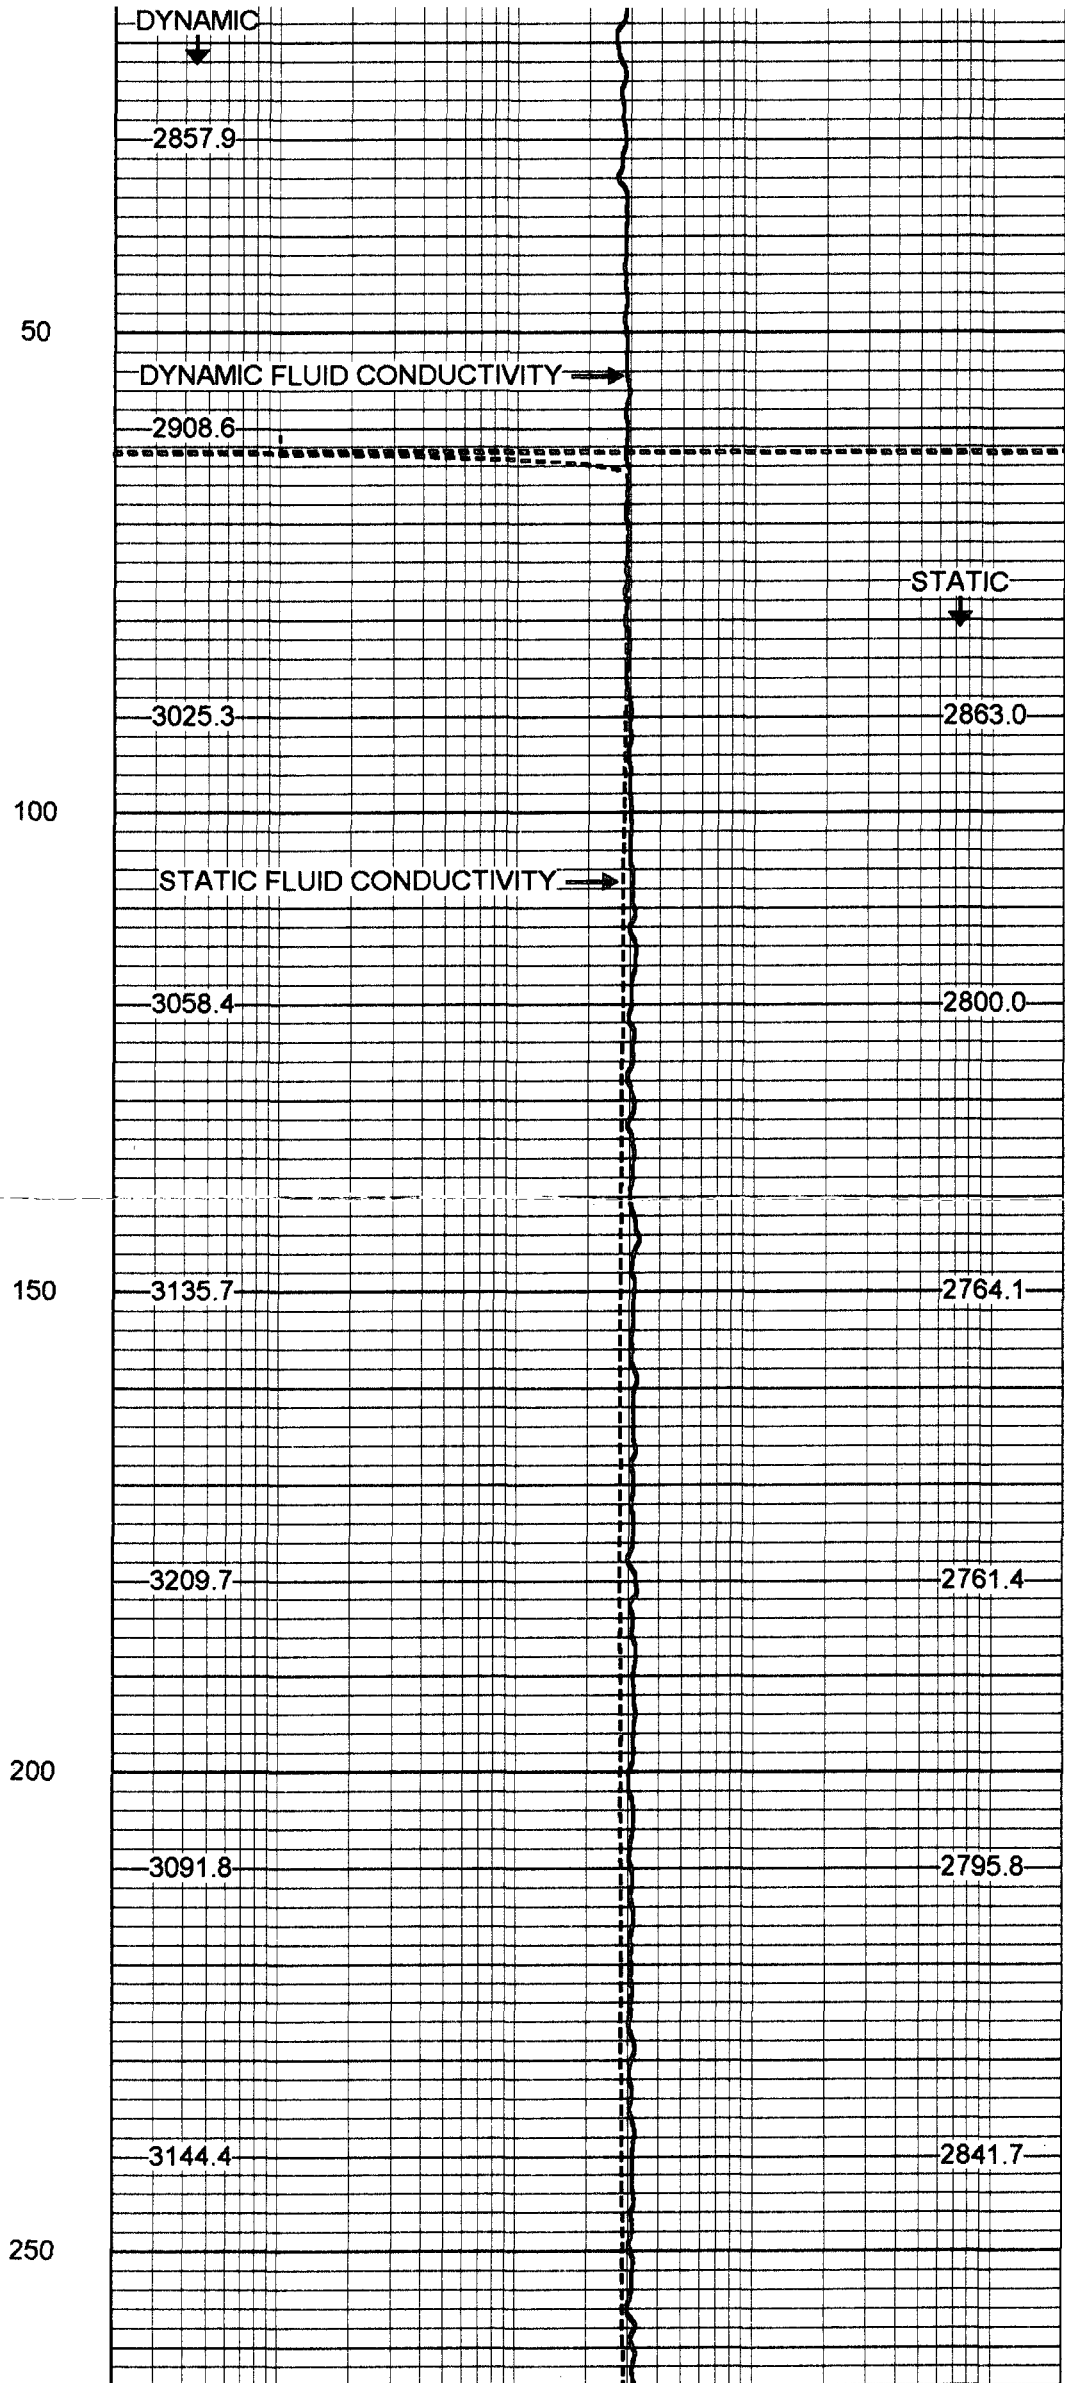 DYNAMIC
2857.9
50
DYNAMIC FLUID CONDUCTIVITY
2908.6
STATIC
3025.3 2863.0
100
STATIC FLUID CONDUCTIVITY
3058.4 2800.0
150 3135.7 2764.1
3209.7 2761.4
200
3091.8 2795.8
3144.4 2841.7
250